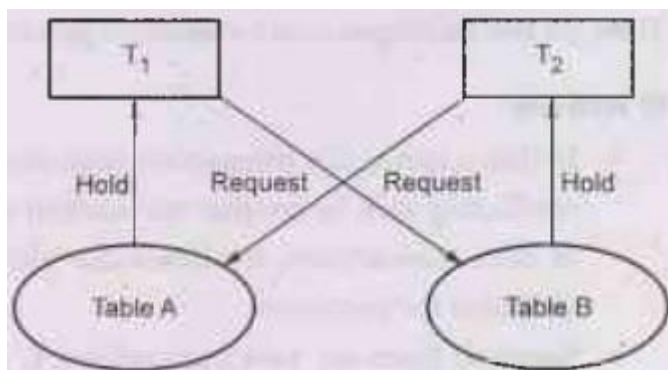 T1 T2
Hold Request Request Hold
Table A Table B